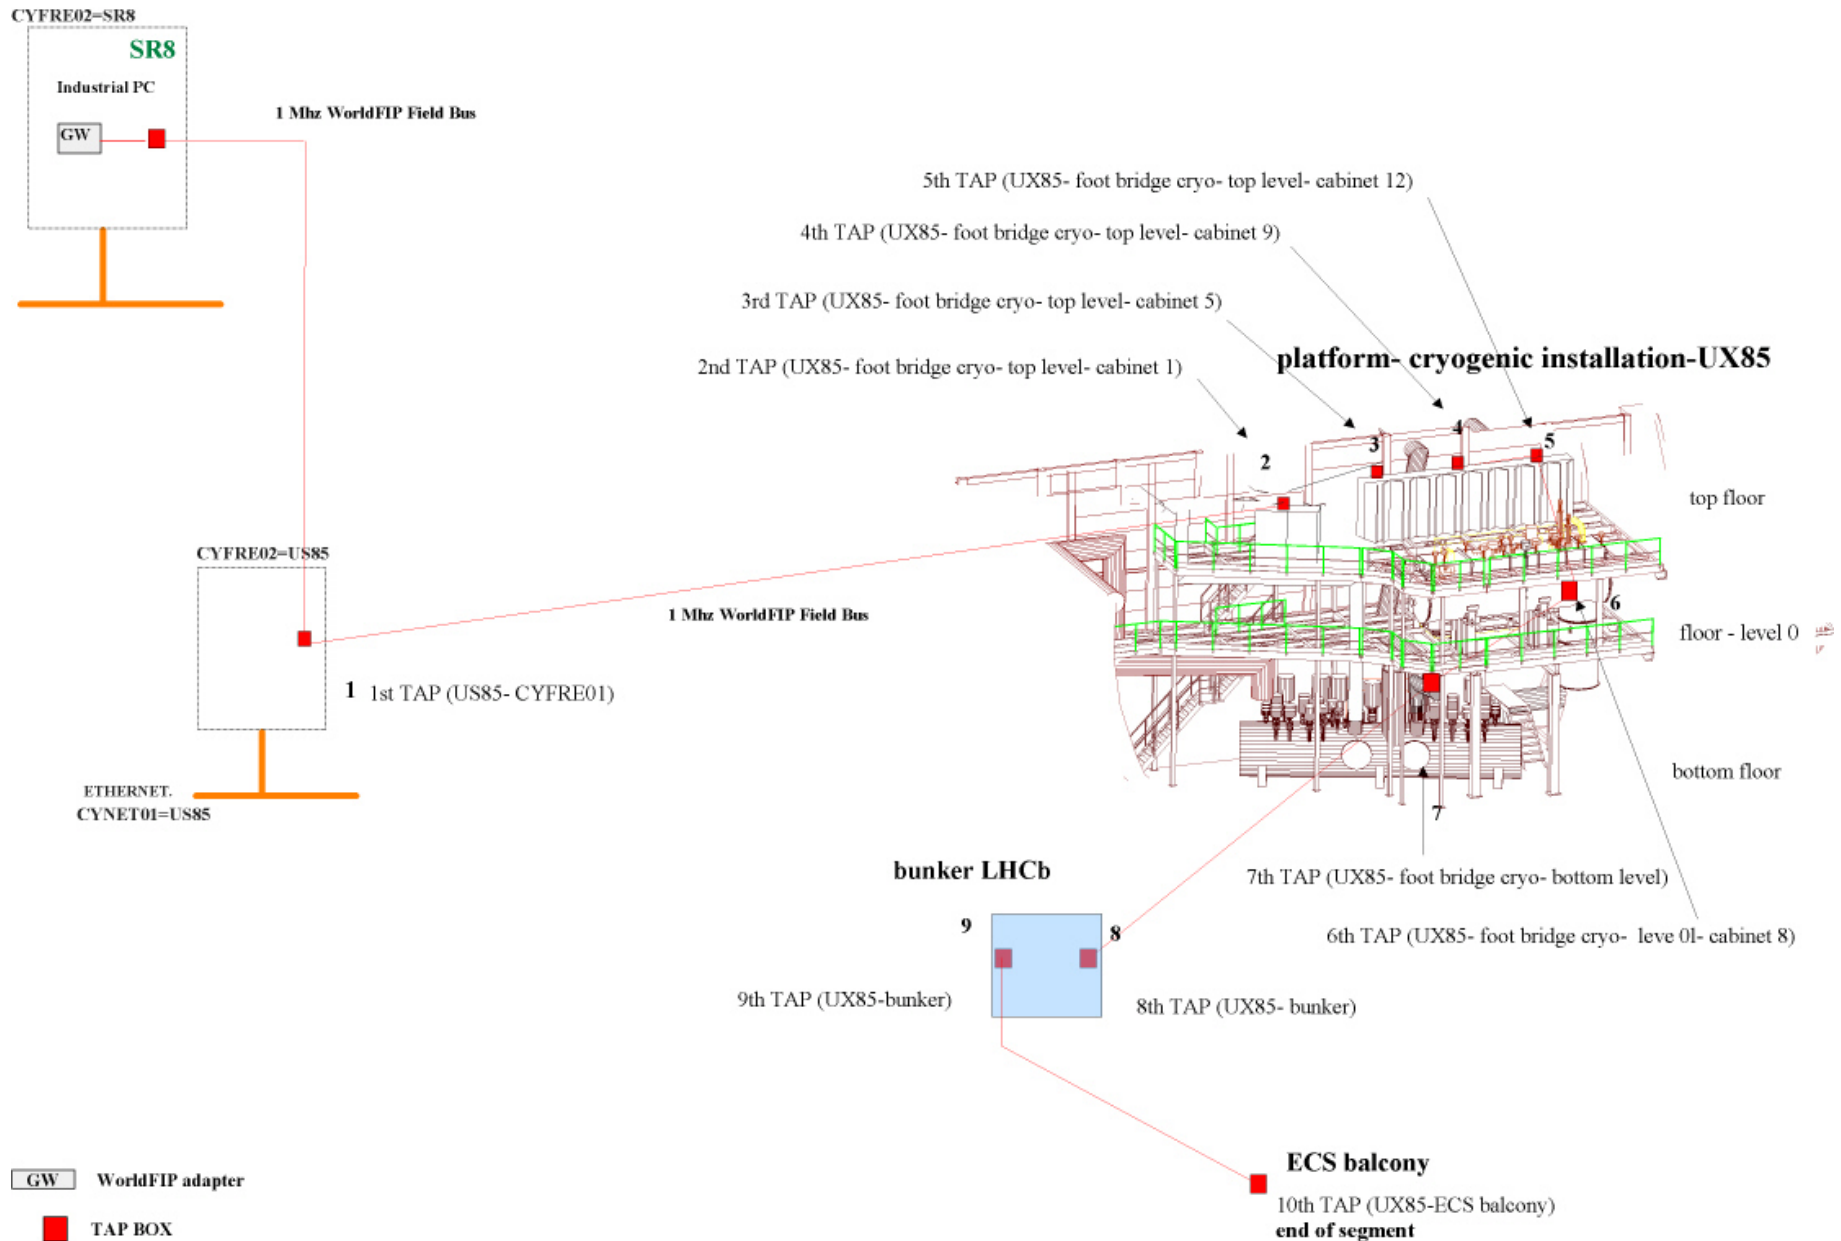 CYFRE02=SR8
SR8
Industrial PC
GW
1 Mhz WorldFIP Field Bus
5th TAP (UX85- foot bridge cryo- top level- cabinet 12)
4th TAP (UX85- foot bridge cryo- top level- cabinet 9)
3rd TAP (UX85- foot bridge cryo- top level- cabinet 5)
2nd TAP (UX85- foot bridge cryo- top level- cabinet 1)
platform- cryogenic installation-UX85
2
3
4
5
top floor
CYFRE02=US85
1 Mhz WorldFIP Field Bus
6
floor - level 0
1 1st TAP (US85- CYFRE01)
bottom floor
ETHERNET.
CYNET01=US85
7
bunker LHCb
7th TAP (UX85- foot bridge cryo- bottom level)
9
8
6th TAP (UX85- foot bridge cryo- leve 0l- cabinet 8)
9th TAP (UX85-bunker)
8th TAP (UX85- bunker)
ECS balcony
GW WorldFIP adapter
10th TAP (UX85-ECS balcony)
TAP BOX
end of segment